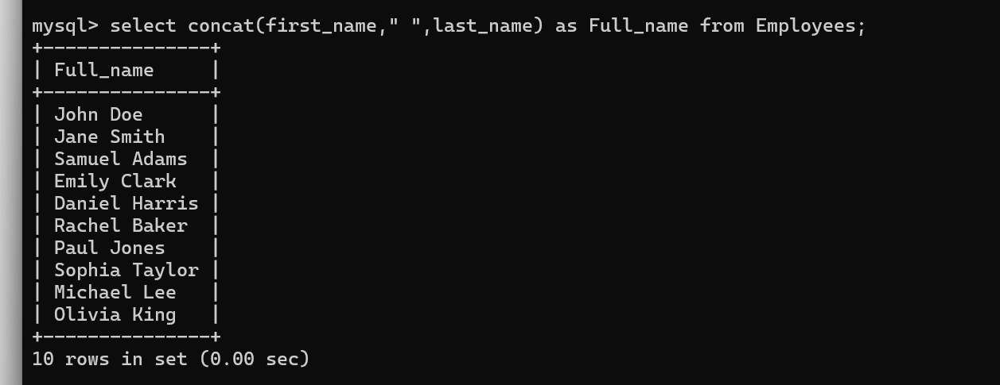 mysql> select concat(first_name," ",last_name) as Full_name from Employees;
+---------------+
| Full_name     |
+---------------+
| John Doe      |
| Jane Smith    |
| Samuel Adams  |
| Emily Clark   |
| Daniel Harris |
| Rachel Baker  |
| Paul Jones    |
| Sophia Taylor |
| Michael Lee   |
| Olivia King   |
+---------------+
10 rows in set (0.00 sec)